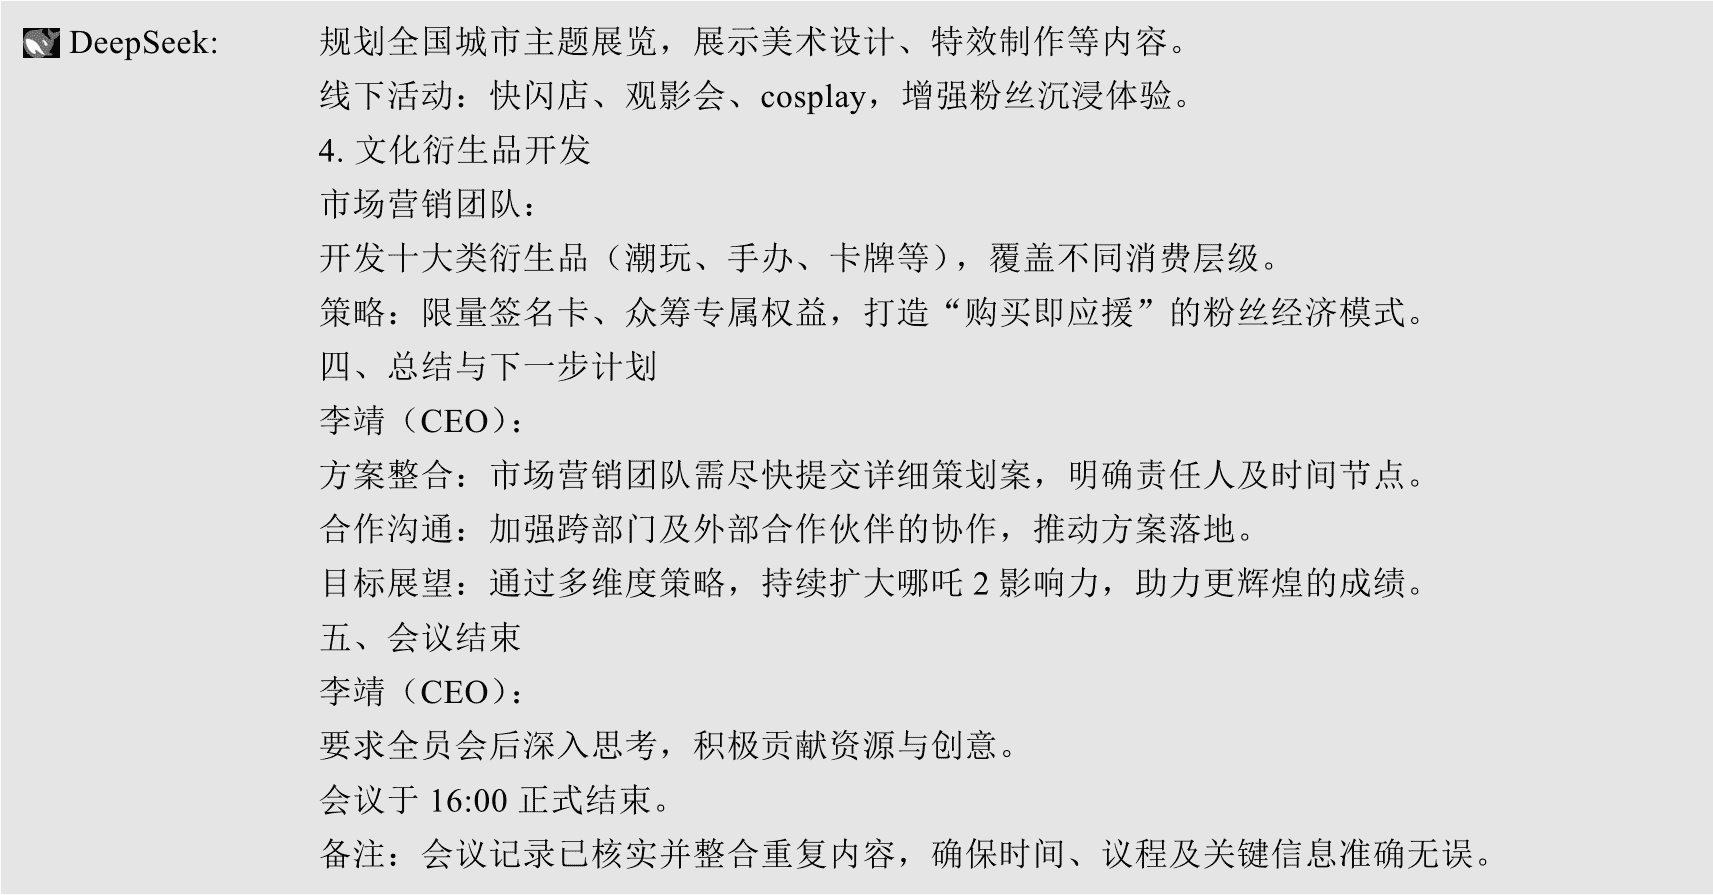 DeepSeek: 规划全国城市主题展览，展示美术设计、特效制作等内容。
线下活动：快闪店、观影会、cosplay，增强粉丝沉浸体验。
4. 文化衍生品开发
市场营销团队：
开发十大类衍生品（潮玩、手办、卡牌等），覆盖不同消费层级。
策略：限量签名卡、众筹专属权益，打造“购买即应援”的粉丝经济模式。
四、总结与下一步计划
李靖（CEO）：
方案整合：市场营销团队需尽快提交详细策划案，明确责任人及时间节点。
合作沟通：加强跨部门及外部合作伙伴的协作，推动方案落地。
目标展望：通过多维度策略，持续扩大哪吒 2 影响力，助力更辉煌的成绩。
五、会议结束
李靖（CEO）：
要求全员会后深入思考，积极贡献资源与创意。
会议于 16:00 正式结束。
备注：会议记录已核实并整合重复内容，确保时间、议程及关键信息准确无误。